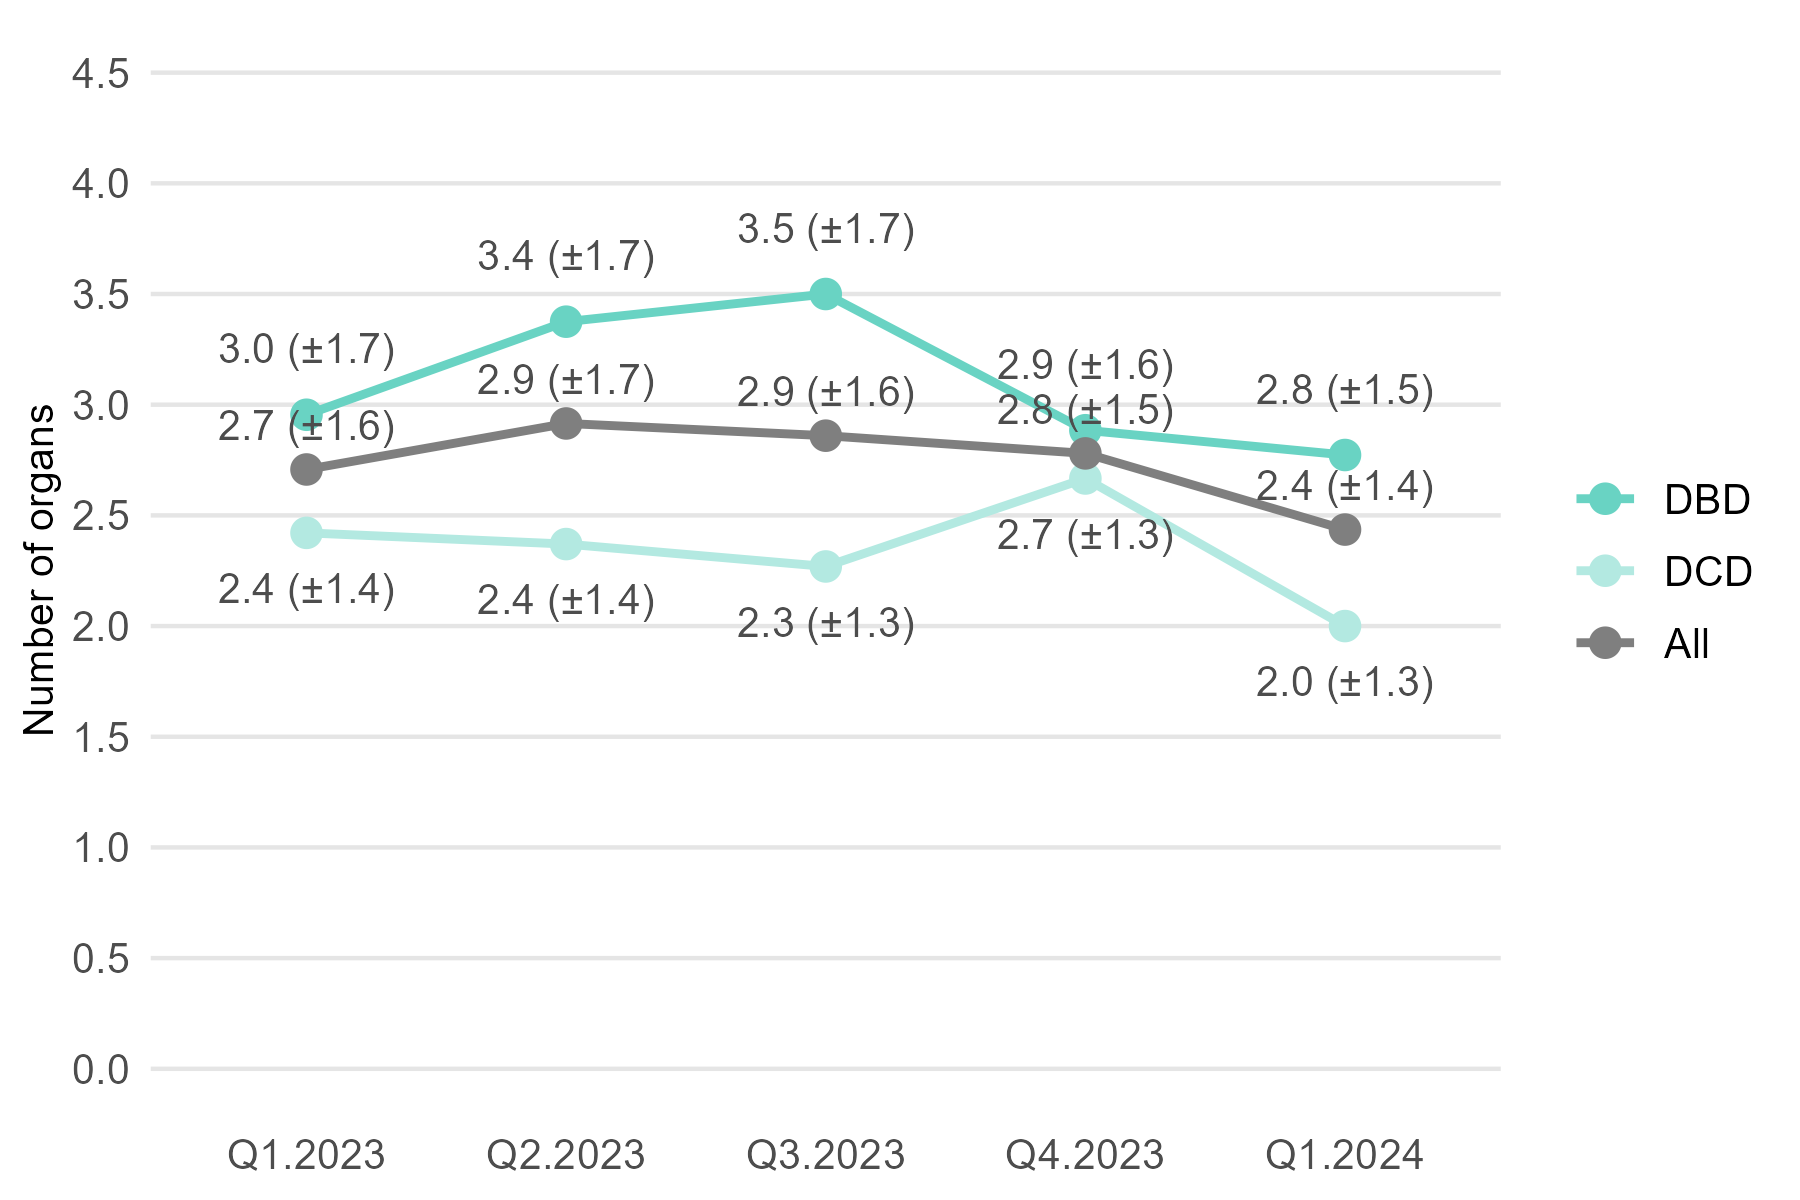 4.5
4.0
3.5
3.0
2.5
2.0
1.5
1.0
0.5
0.0
Number of organs
3.0 (±1.7)
3.4 (±1.7)
3.5 (±1.7)
2.9 (±1.6)
2.8 (±1.5)
2.7 (±1.6)
2.9 (±1.7)
2.9 (±1.6)
2.8 (±1.5)
2.4 (±1.4)
2.4 (±1.4)
2.4 (±1.4)
2.3 (±1.3)
2.7 (±1.3)
2.0 (±1.3)
Q1.2023
Q2.2023
Q3.2023
Q4.2023
Q1.2024
DBD
DCD
All